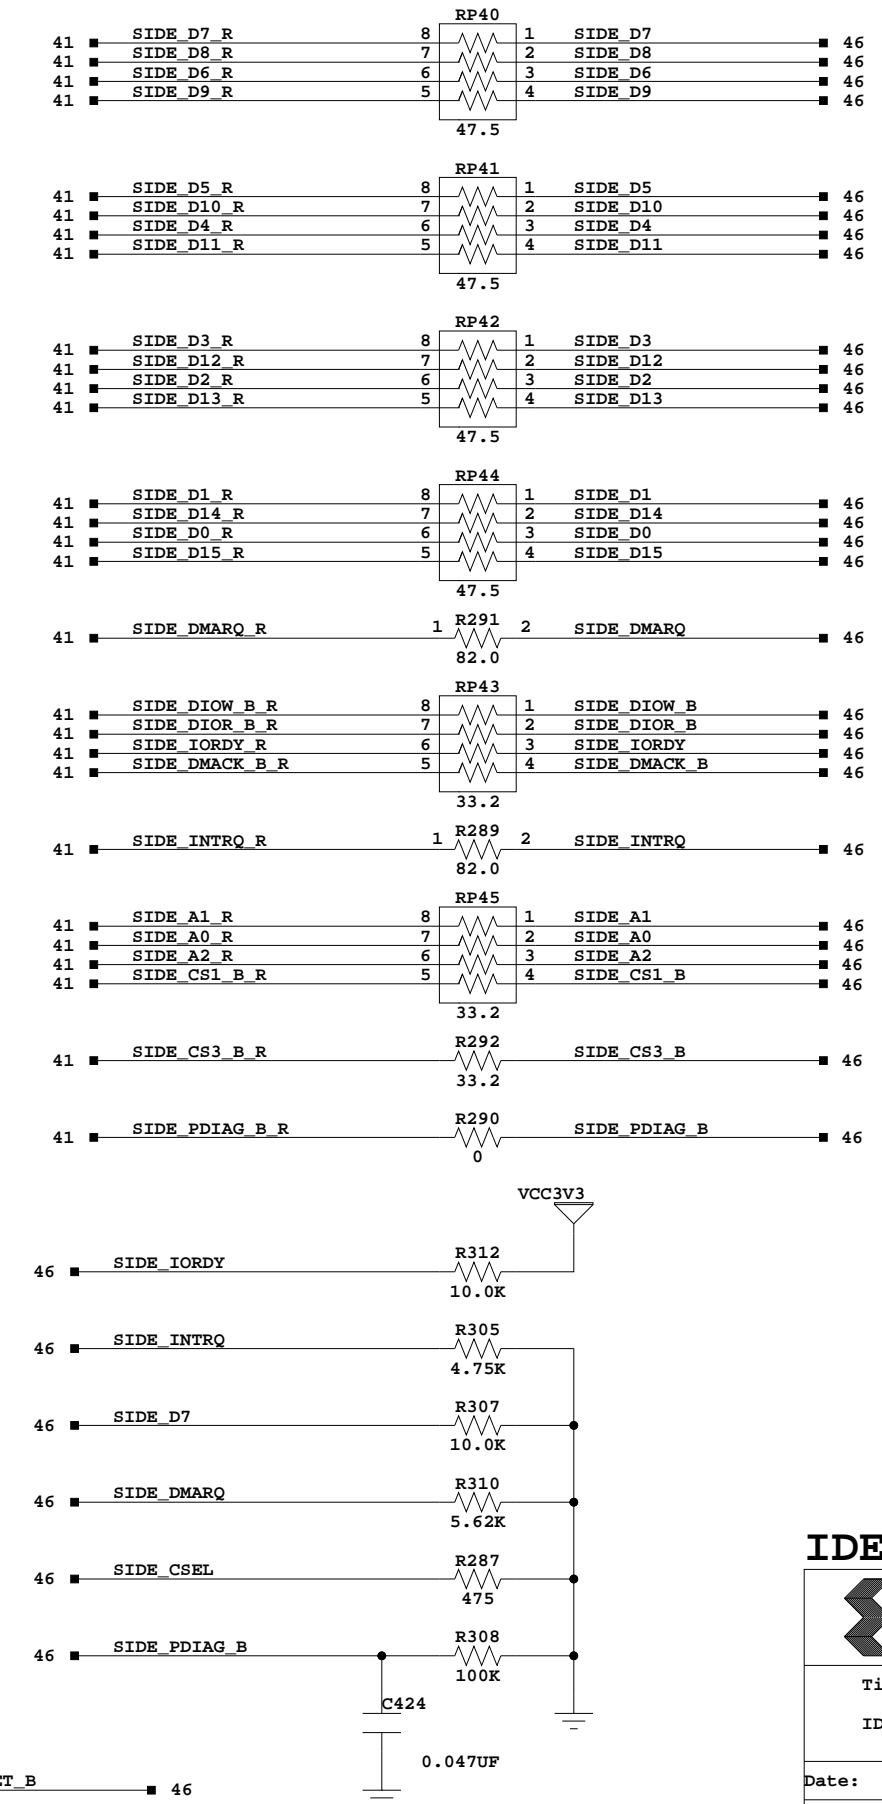 RP40
41 SIDE_D7_R 8 1 SIDE_D7 46
41 SIDE_D8_R 7 2 SIDE_D8 46
41 SIDE_D6_R 6 3 SIDE_D6 46
41 SIDE_D9_R 5 4 SIDE_D9 46
47.5
RP41
41 SIDE_D5_R 8 1 SIDE_D5 46
41 SIDE_D10_R 7 2 SIDE_D10 46
41 SIDE_D4_R 6 3 SIDE_D4 46
41 SIDE_D11_R 5 4 SIDE_D11 46
47.5
RP42
41 SIDE_D3_R 8 1 SIDE_D3 46
41 SIDE_D12_R 7 2 SIDE_D12 46
41 SIDE_D2_R 6 3 SIDE_D2 46
41 SIDE_D13_R 5 4 SIDE_D13 46
47.5
RP44
41 SIDE_D1_R 8 1 SIDE_D1 46
41 SIDE_D14_R 7 2 SIDE_D14 46
41 SIDE_D0_R 6 3 SIDE_D0 46
41 SIDE_D15_R 5 4 SIDE_D15 46
47.5
R291
41 SIDE_DMARQ_R 1 2 SIDE_DMARQ 46
82.0
RP43
41 SIDE_DIOW_B_R 8 1 SIDE_DIOW_B 46
41 SIDE_DIOR_B_R 7 2 SIDE_DIOR_B 46
41 SIDE_IORDY_R 6 3 SIDE_IORDY 46
41 SIDE_DMACK_B_R 5 4 SIDE_DMACK_B 46
33.2
R289
41 SIDE_INTRQ_R 1 2 SIDE_INTRQ 46
82.0
RP45
41 SIDE_A1_R 8 1 SIDE_A1 46
41 SIDE_A0_R 7 2 SIDE_A0 46
41 SIDE_A2_R 6 3 SIDE_A2 46
41 SIDE_CS1_B_R 5 4 SIDE_CS1_B 46
33.2
R292
41 SIDE_CS3_B_R SIDE_CS3_B 46
33.2
R290
41 SIDE_PDIAG_B_R SIDE_PDIAG_B 46
0
VCC3V3
R312
46 SIDE_IORDY
10.0K
R305
46 SIDE_INTRQ
4.75K
R307
46 SIDE_D7
10.0K
R310
46 SIDE_DMARQ
5.62K
IDE
R287
46 SIDE_CSEL
475
R308
46 SIDE_PDIAG_B
100K
Ti
C424
ID
0.047UF
ET_B 46
Date: